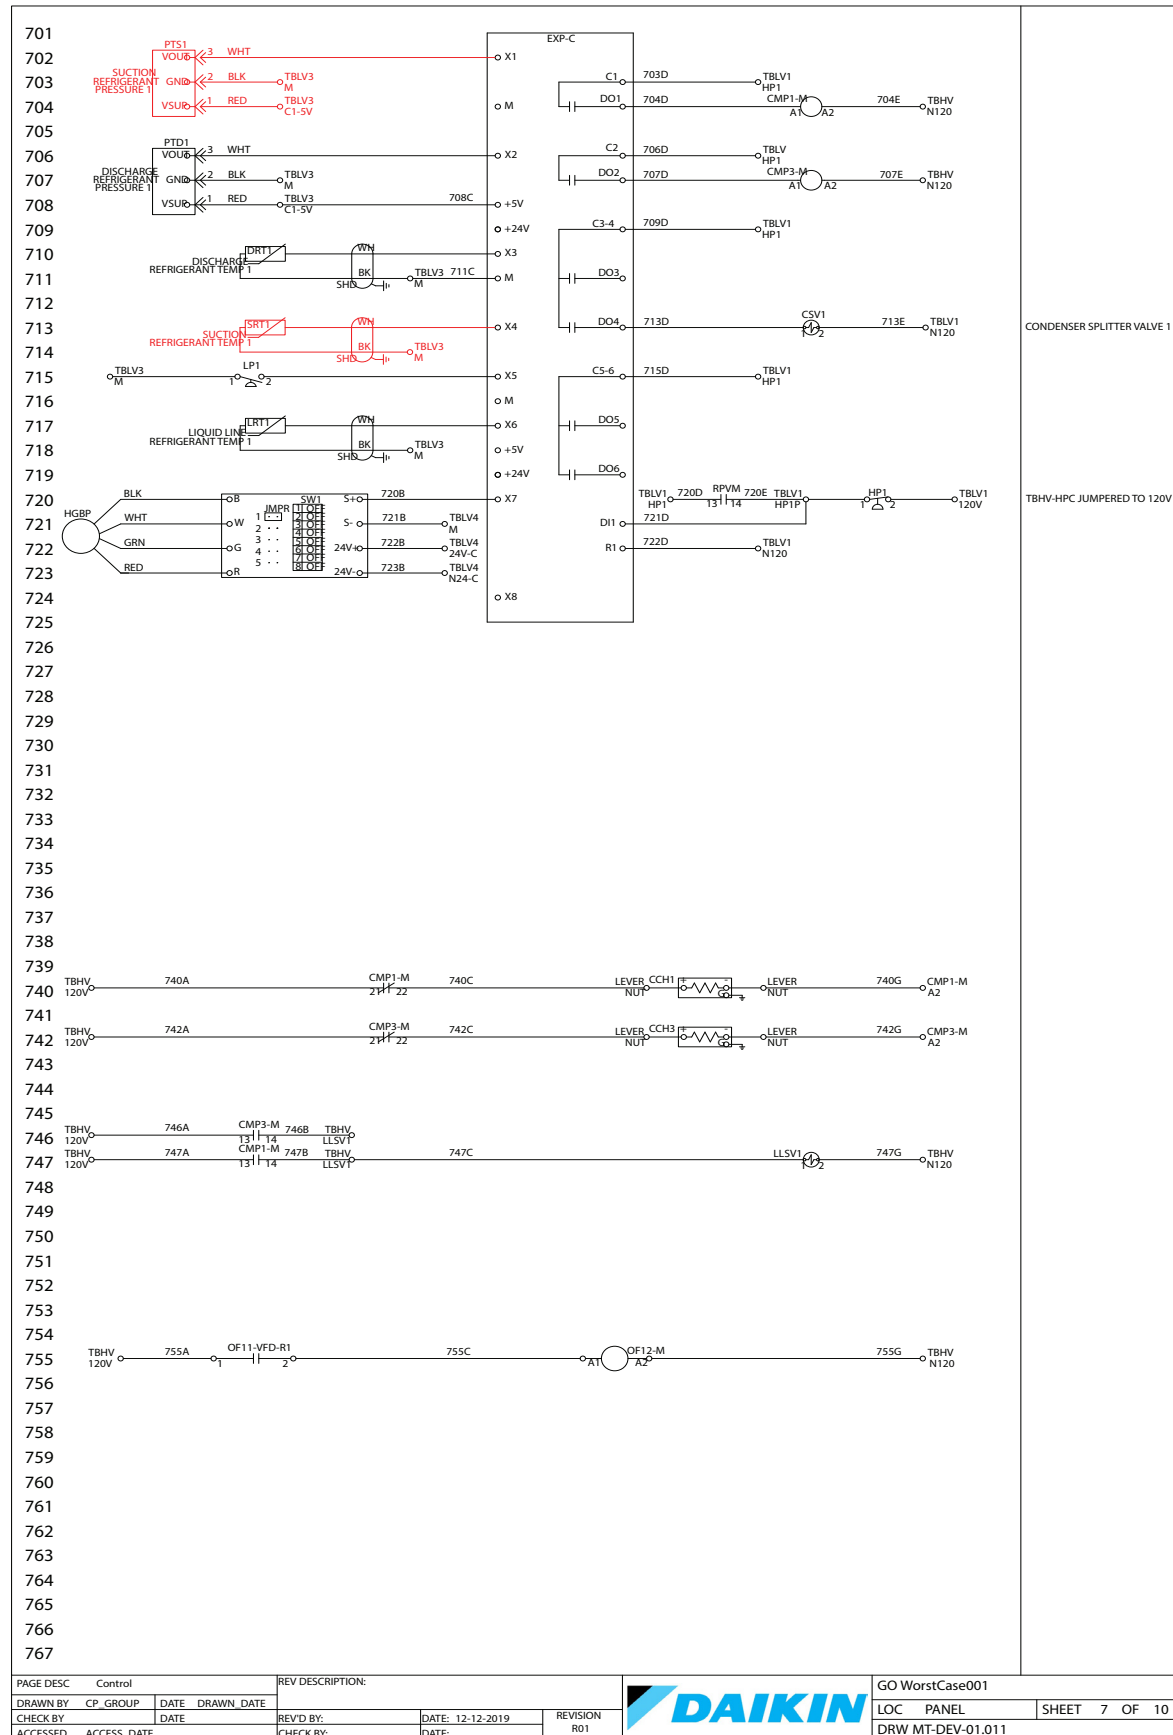 701
EXP-C
PTS1
702 VOUT 3 WHT X1
SUCTION
REFRIGERANT
PRESSURE 1
703 GND 2 BLK TBLV3 M C1 703D TBLV1 HP1
704 VSUP 1 RED TBLV3 C1-5V M DO1 704D CMP1-M A1 A2 704E TBHV N120
705
PTD1
706 VOUT 3 WHT X2 C2 706D TBLV HP1
DISCHARGE
REFRIGERANT
PRESSURE 1
707 GND 2 BLK TBLV3 M DO2 707D CMP3-M A1 A2 707E TBHV N120
708 VSUP 1 RED TBLV3 C1-5V 708C +5V
709 +24V C3-4 709D TBLV1 HP1
710 DRT1 WH X3
DISCHARGE
REFRIGERANT TEMP 1
711 BK SHD TBLV3 M 711C M DO3
712
713 SRT1 WH X4 DO4 713D CSV1 1 2 713E TBLV1 N120 CONDENSER SPLITTER VALVE 1
SUCTION
REFRIGERANT TEMP 1
714 BK SHD TBLV3 M
715 TBLV3 M LP1 1 2 X5 C5-6 715D TBLV1 HP1
716 M
717 LRT1 WH X6 DO5
LIQUID LINE
REFRIGERANT TEMP 1
718 BK SHD TBLV3 M +5V
719 +24V DO6
720 BLK B SW1 S+ 720B X7 TBLV1 HP1 720D RPVM 13 14 720E TBLV1 HP1P HP1 1 2 TBLV1 120V TBHV-HPC JUMPERED TO 120V
HGBP
JMPR
1
2
3
4
5
1 OFF
2 OFF
3 OFF
4 OFF
5 OFF
6 OFF
7 OFF
8 OFF
721 WHT W S- 721B TBLV4 M DI1 721D
722 GRN G 24V+ 722B TBLV4 24V-C R1 722D TBLV1 N120
723 RED R 24V- 723B TBLV4 N24-C
724 X8
725
726
727
728
729
730
731
732
733
734
735
736
737
738
739
740 TBHV 120V 740A CMP1-M 21 22 740C LEVER NUT CCH1 + - G LEVER NUT 740G CMP1-M A2
741
742 TBHV 120V 742A CMP3-M 21 22 742C LEVER NUT CCH3 + - G LEVER NUT 742G CMP3-M A2
743
744
745
746 TBHV 120V 746A CMP3-M 13 14 746B TBHV LLSV1
747 TBHV 120V 747A CMP1-M 13 14 747B TBHV LLSV1 747C LLSV1 1 2 747G TBHV N120
748
749
750
751
752
753
754
755 TBHV 120V 755A 1 OF11-VFD-R1 2 755C A1 OF12-M A2 755G TBHV N120
756
757
758
759
760
761
762
763
764
765
766
767
PAGE DESC Control REV DESCRIPTION: GO WorstCase001
DRAWN BY CP_GROUP DATE DRAWN_DATE DAIKIN LOC PANEL SHEET 7 OF 10
CHECK BY DATE REV'D BY: DATE: 12-12-2019 REVISION R01 DRW MT-DEV-01.011
ACCESSED ACCESS_DATE CHECK BY: DATE: